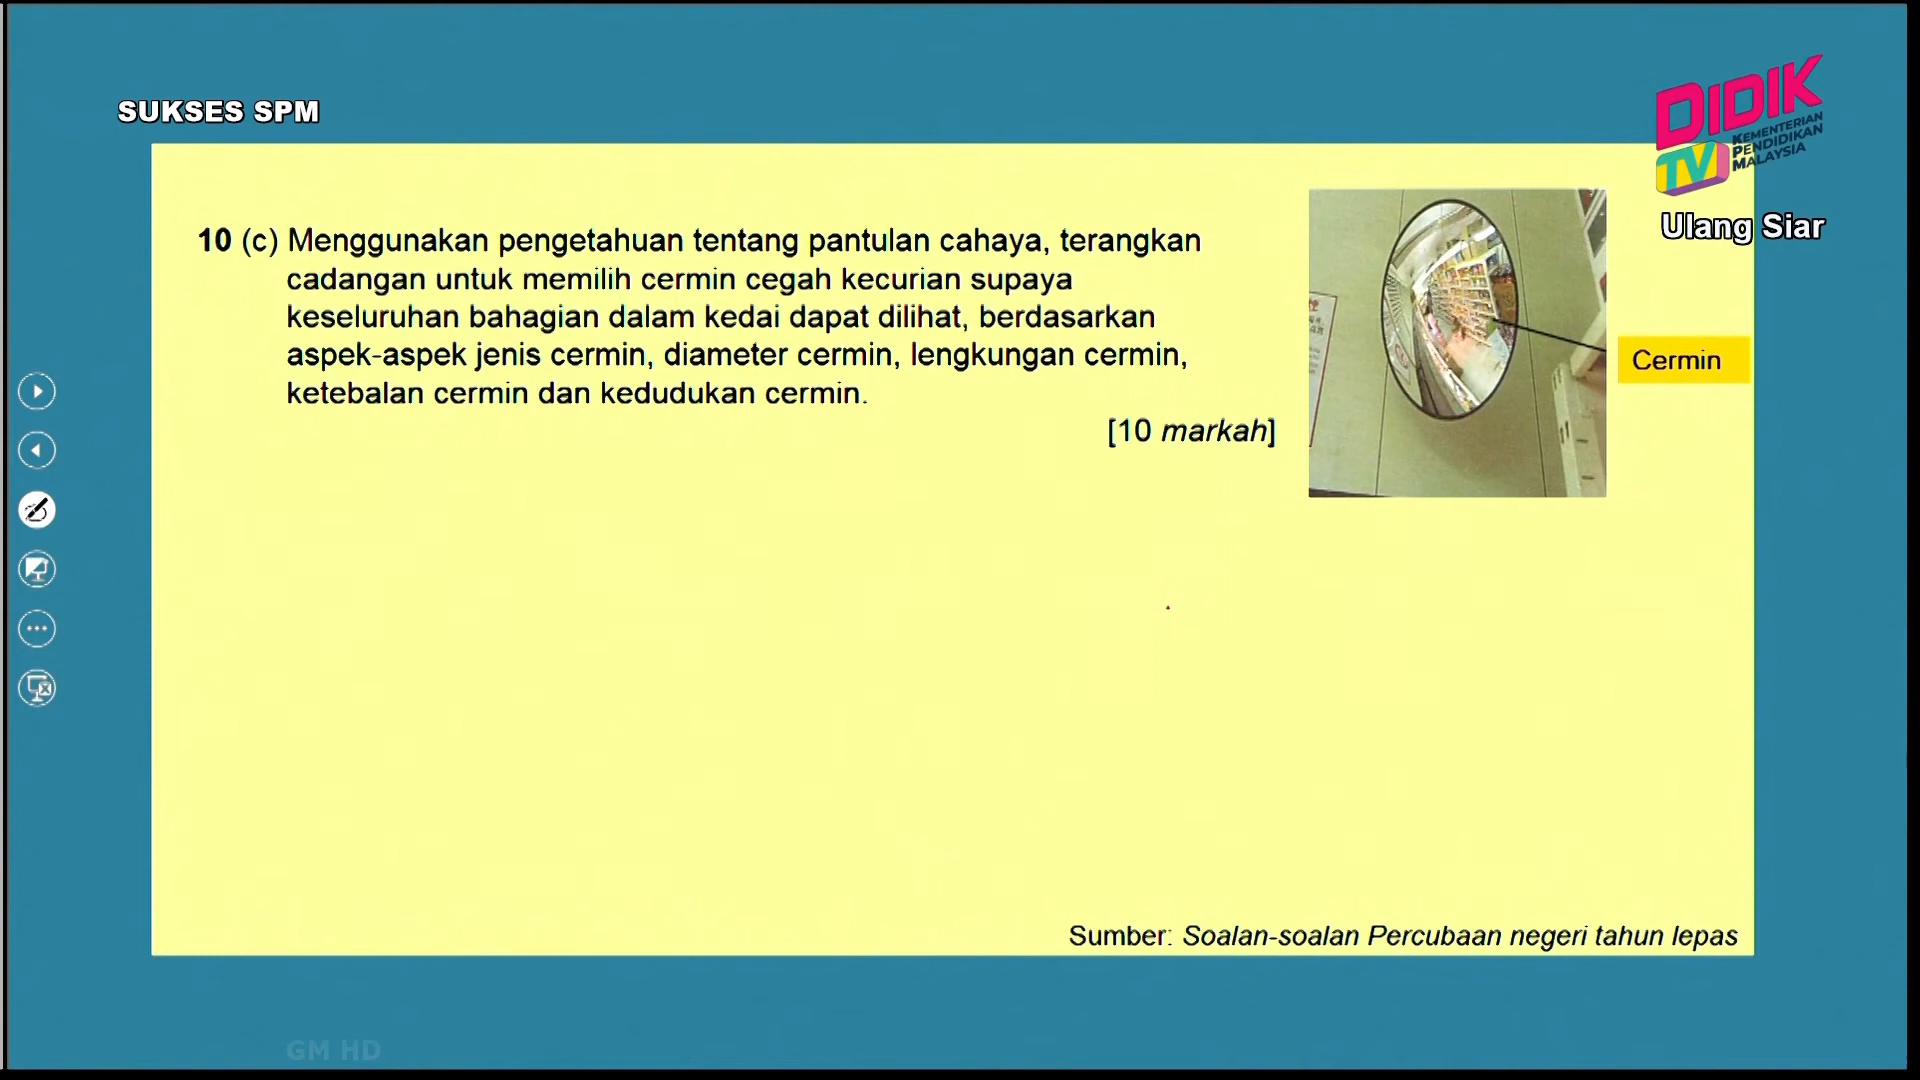 SUKSES SPM
DIDIK
TV
KEMENTERIAN
PENDIDIKAN
MALAYSIA
Ulang Siar
10 (c) Menggunakan pengetahuan tentang pantulan cahaya, terangkan
cadangan untuk memilih cermin cegah kecurian supaya
keseluruhan bahagian dalam kedai dapat dilihat, berdasarkan
aspek-aspek jenis cermin, diameter cermin, lengkungan cermin,
ketebalan cermin dan kedudukan cermin.
[10 markah]
Cermin
Sumber: Soalan-soalan Percubaan negeri tahun lepas
GM HD